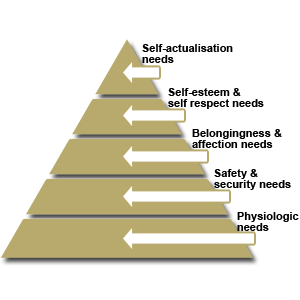 Self-actualisation
needs
Self-esteem &
self respect needs
Belongingness &
affection needs
Safety &
security needs
Physiologic
needs